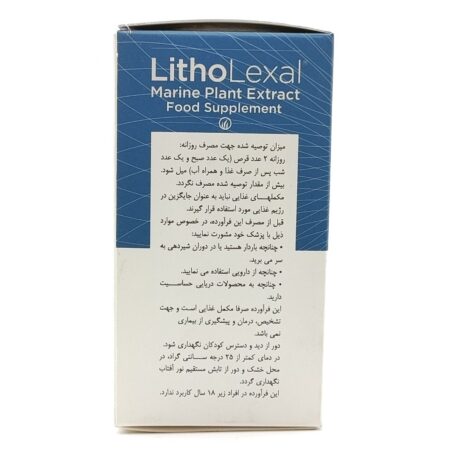 LithoLexal
Marine Plant Extract
Food Supplement
میزان توصیه شده جهت مصرف روزانه:
روزانه ۲ عدد قرص (یک عدد صبح و یک عدد
شب پس از صرف غذا و همراه آب) میل شود.
بیش از مقدار توصیه شده مصرف نگردد.
مکملهای غذایی نباید به عنوان جایگزین در
رژیم غذایی مورد استفاده قرار گیرند.
قبل از مصرف این فرآورده، در خصوص موارد
ذیل با پزشک خود مشورت نمایید:
• چنانچه باردار هستید یا در دوران شیردهی به
سر می برید.
• چنانچه از دارویی استفاده می نمایید.
• چنانچه به محصولات دریایی حساسیت
دارید.
این فرآورده صرفا مکمل غذایی است و جهت
تشخیص، درمان و پیشگیری از بیماری
نمی باشد.
دور از دید و دسترس کودکان نگهداری شود.
در دمای کمتر از ۲۵ درجه سانتی گراد، در
محل خشک و دور از تابش مستقیم نور آفتاب
نگهداری گردد.
این فرآورده در افراد زیر ۱۸ سال کاربرد ندارد.